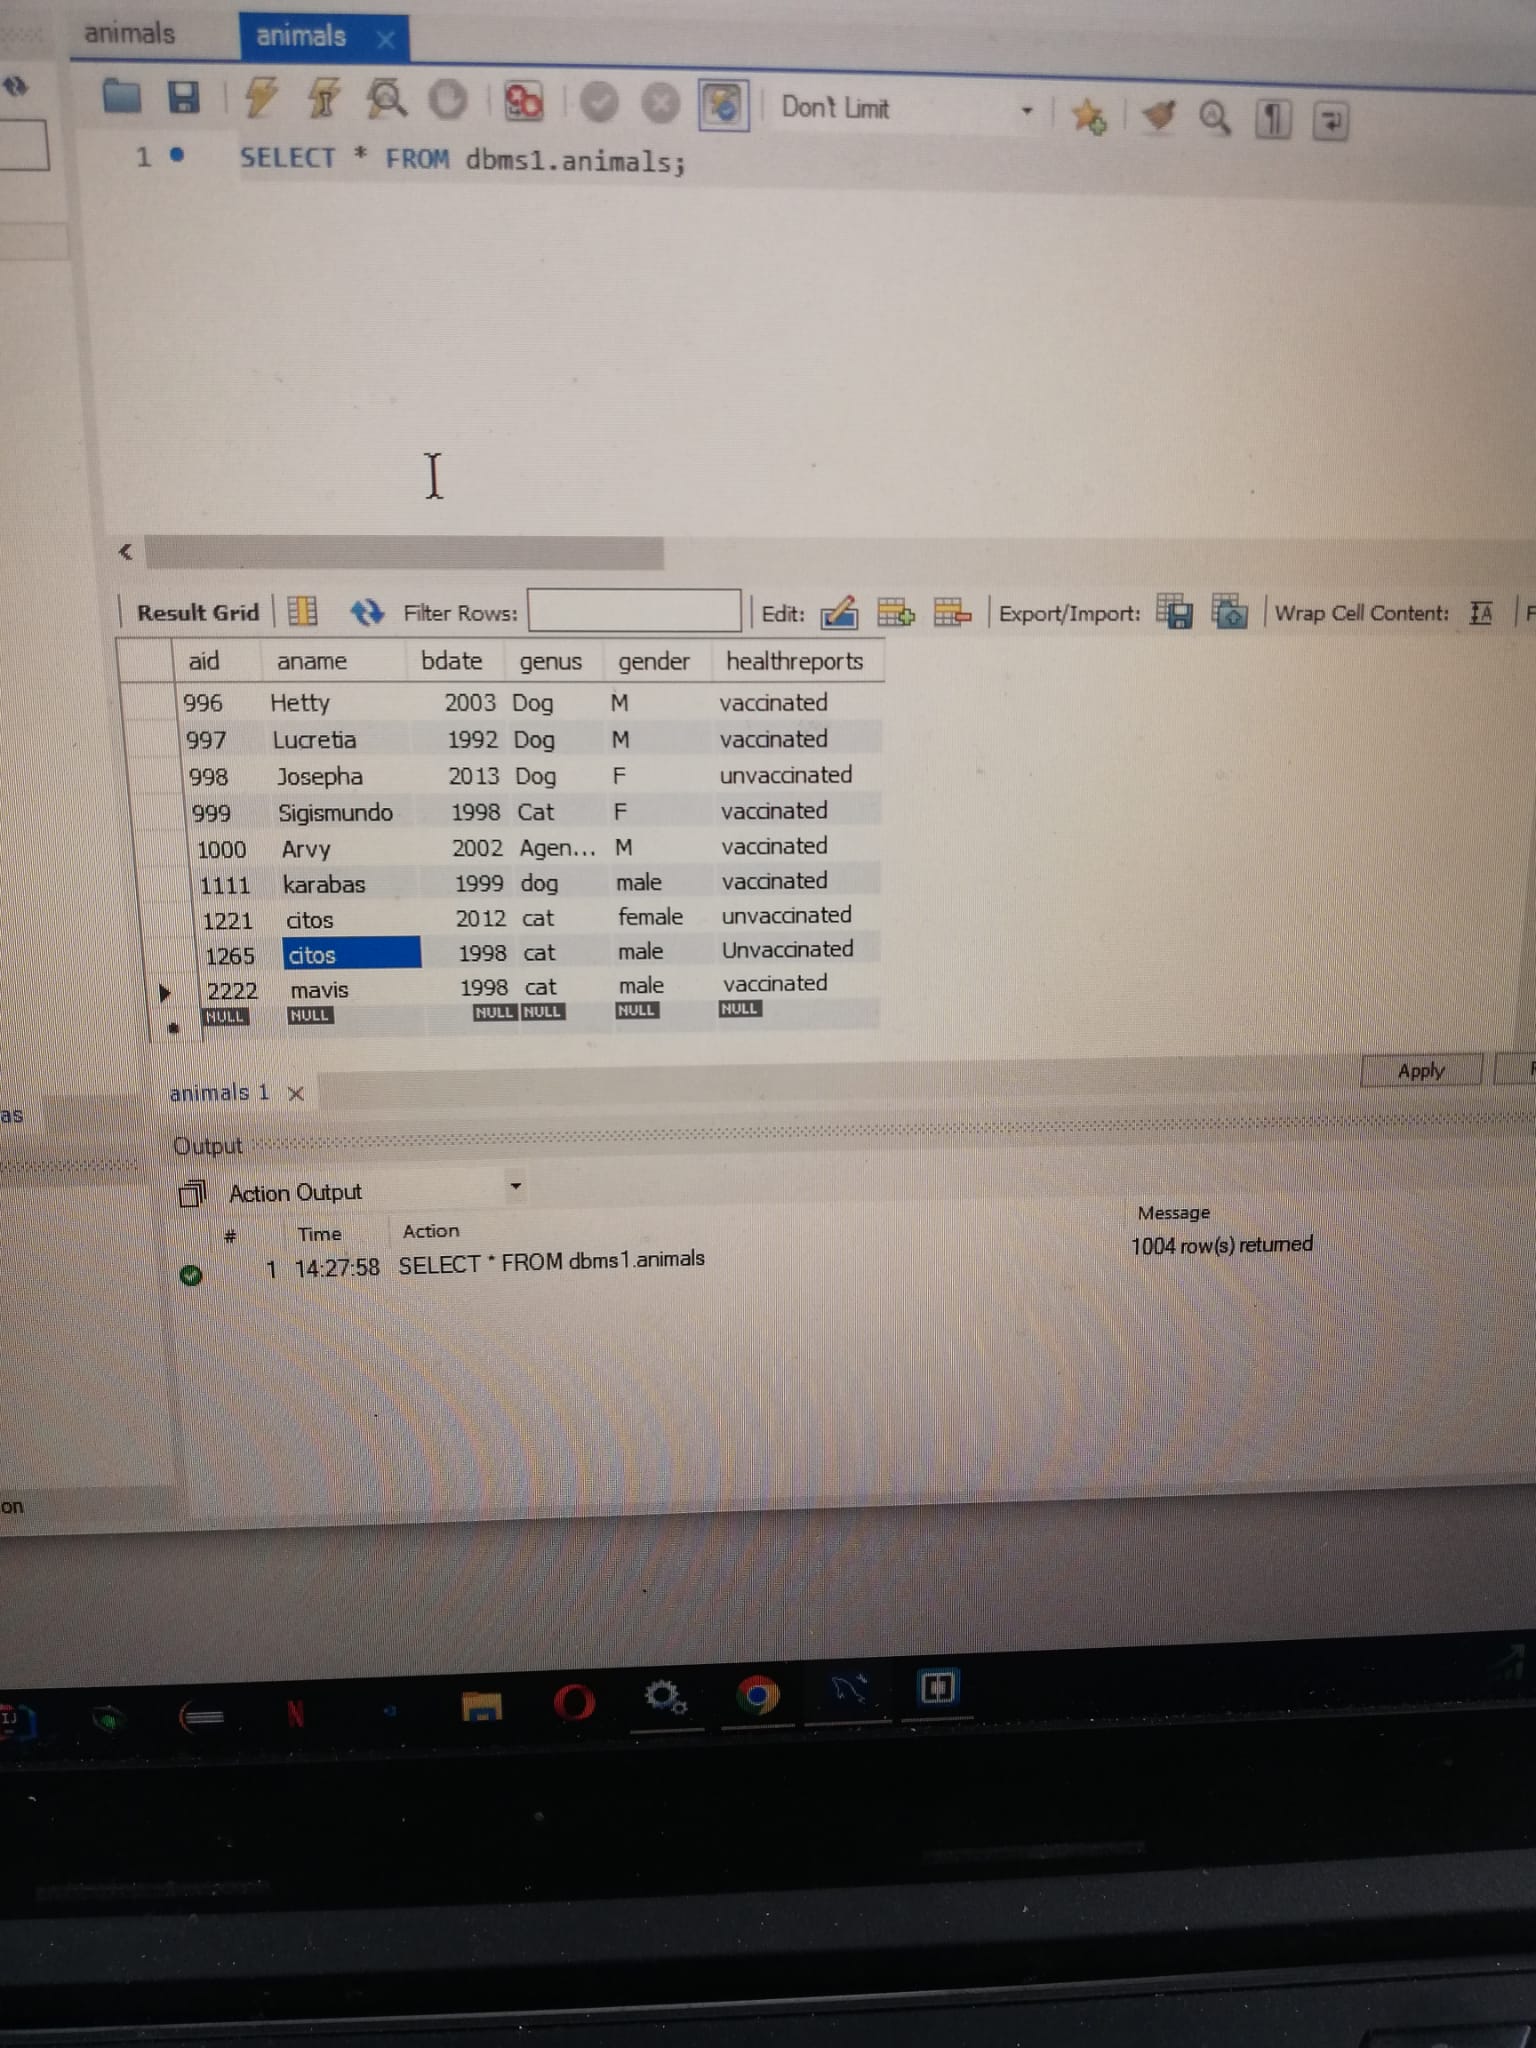 animals animals
Don't Limit
1 SELECT * FROM dbms1.animals;
Result Grid Filter Rows: Edit: Export/Import: Wrap Cell Content:
aid aname bdate genus gender healthreports
996 Hetty 2003 Dog M vaccinated
997 Lucretia 1992 Dog M vaccinated
998 Josepha 2013 Dog F unvaccinated
999 Sigismundo 1998 Cat F vaccinated
1000 Arvy 2002 Agen... M vaccinated
1111 karabas 1999 dog male vaccinated
1221 citos 2012 cat female unvaccinated
1265 citos 1998 cat male Unvaccinated
2222 mavis 1998 cat male vaccinated
NULL NULL NULL NULL NULL NULL
Apply
animals 1
as
Output
Action Output
# Time Action Message
1 14:27:58 SELECT * FROM dbms1.animals 1004 row(s) returned
on